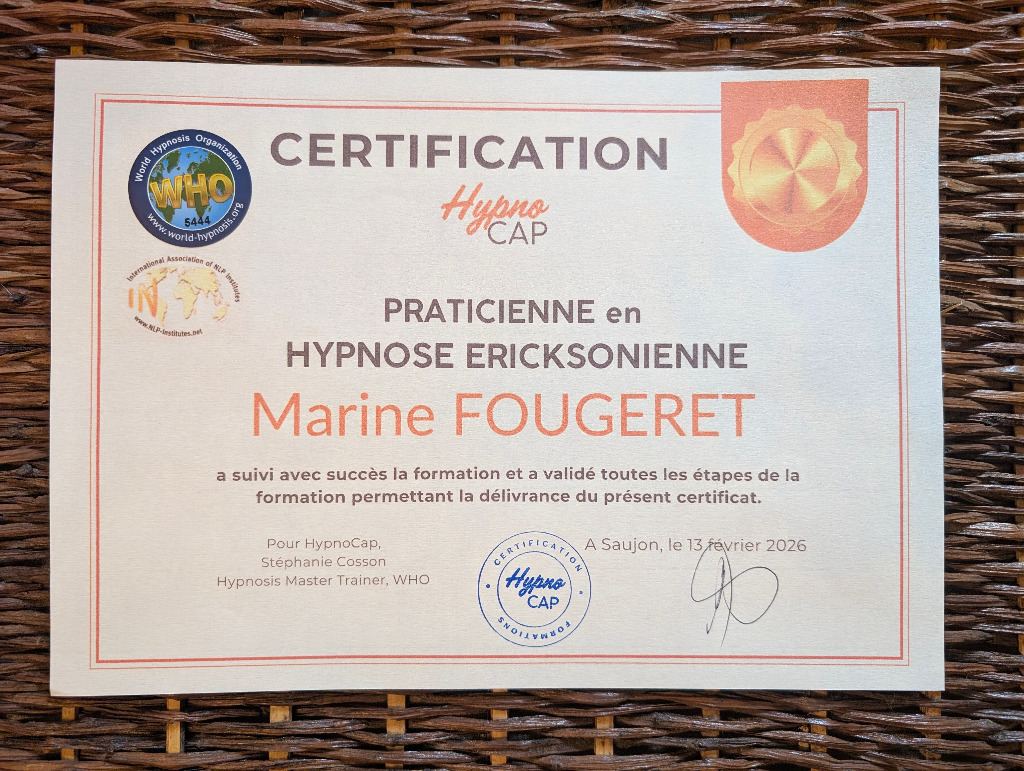 CERTIFICATION
World Hypnosis Organization
WHO
5444
www.world-hypnosis.org
Hypno
CAP
International Association of NLP Institutes
IN
www.NLP-Institutes.net
PRATICIENNE en
HYPNOSE ERICKSONIENNE
Marine FOUGERET
a suivi avec succès la formation et a validé toutes les étapes de la
formation permettant la délivrance du présent certificat.
Pour HypnoCap,
Stéphanie Cosson
Hypnosis Master Trainer, WHO
CERTIFICATION
Hypno
CAP
FORMATIONS
A Saujon, le 13 février 2026